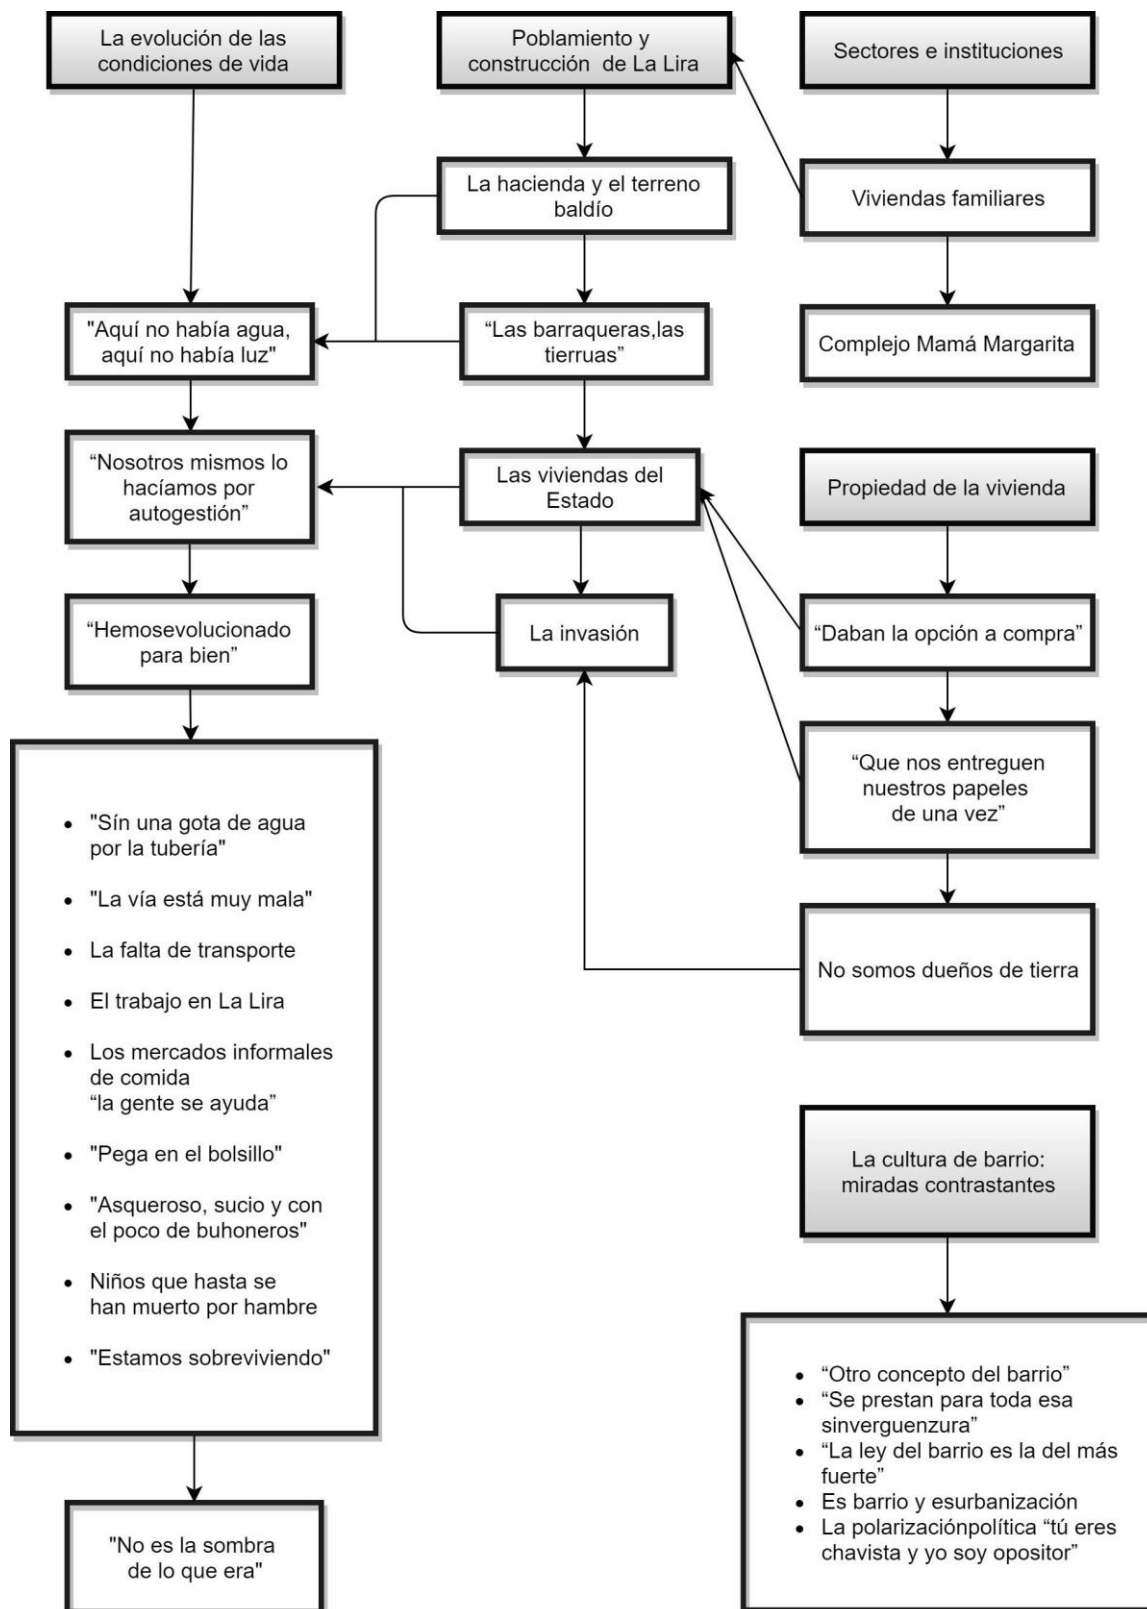 La evolución de las
condiciones de vida
Poblamiento y
construcción de La Lira
Sectores e instituciones
La hacienda y el terreno
baldío
Viviendas familiares
"Aquí no había agua,
aquí no había luz"
“Las barraqueras,las
tierruas”
Complejo Mamá Margarita
“Nosotros mismos lo
hacíamos por
autogestión”
Las viviendas del
Estado
Propiedad de la vivienda
“Hemosevolucionado
para bien”
La invasión
“Daban la opción a compra”
“Que nos entreguen
nuestros papeles
de una vez”
No somos dueños de tierra
• "Sín una gota de agua
por la tubería"
• "La vía está muy mala"
• La falta de transporte
• El trabajo en La Lira
• Los mercados informales
de comida
“la gente se ayuda”
• "Pega en el bolsillo"
• "Asqueroso, sucio y con
el poco de buhoneros"
• Niños que hasta se
han muerto por hambre
• "Estamos sobreviviendo"
La cultura de barrio:
miradas contrastantes
• “Otro concepto del barrio”
• “Se prestan para toda esa
sinverguenzura”
• “La ley del barrio es la del más
fuerte”
• Es barrio y esurbanización
• La polarizaciónpolítica “tú eres
chavista y yo soy opositor”
"No es la sombra
de lo que era"